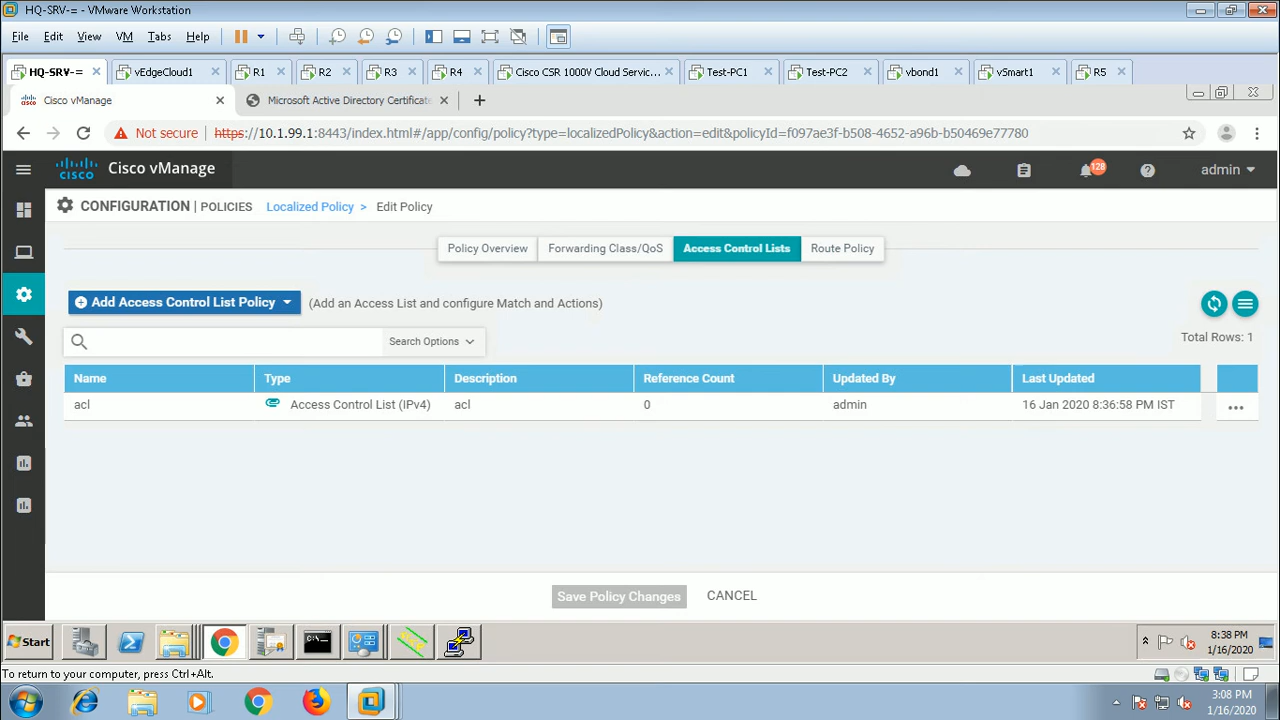 HQ-SRV-= - VMware Workstation
File Edit View VM Tabs Help
HQ-SRV-= vEdgeCloud1 R1 R2 R3 R4 Cisco CSR 1000V Cloud Servic... Test-PC1 Test-PC2 vbond1 vSmart1 R5
Cisco vManage Microsoft Active Directory Certificate
Not secure https://10.1.99.1:8443/index.html#/app/config/policy?type=localizedPolicy&action=edit&policyId=f097ae3f-b508-4652-a96b-b50469e77780
cisco Cisco vManage 128 admin
CONFIGURATION | POLICIES Localized Policy > Edit Policy
Policy Overview Forwarding Class/QoS Access Control Lists Route Policy
Add Access Control List Policy (Add an Access List and configure Match and Actions)
Search Options Total Rows: 1
Name Type Description Reference Count Updated By Last Updated
acl Access Control List (IPv4) acl 0 admin 16 Jan 2020 8:36:58 PM IST
Save Policy Changes CANCEL
Start 8:38 PM
1/16/2020
To return to your computer, press Ctrl+Alt.
3:08 PM
1/16/2020